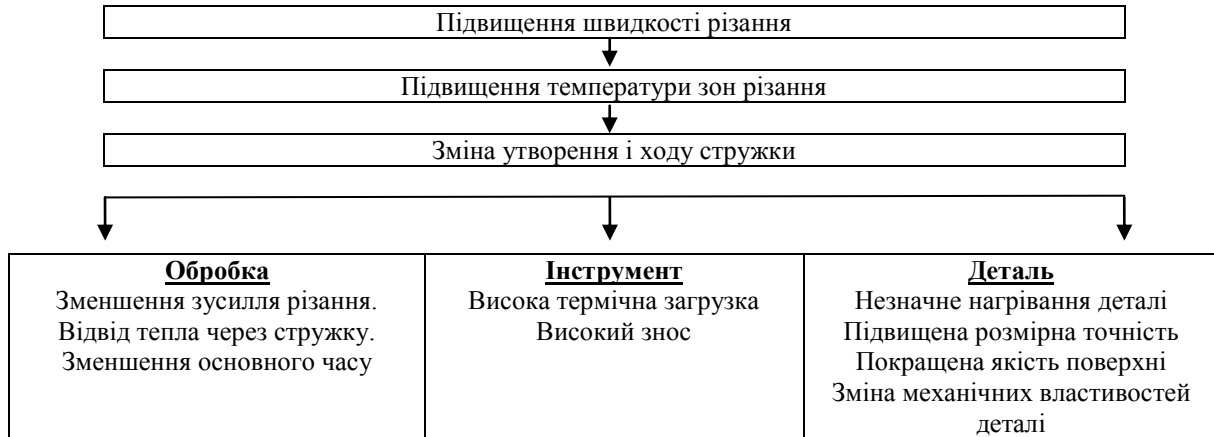 Підвищення швидкості різання
Підвищення температури зон різання
Зміна утворення і ходу стружки
Обробка
Зменшення зусилля різання.
Відвід тепла через стружку.
Зменшення основного часу
Інструмент
Висока термічна загрузка
Високий знос
Деталь
Незначне нагрівання деталі
Підвищена розмірна точність
Покращена якість поверхні
Зміна механічних властивостей
деталі